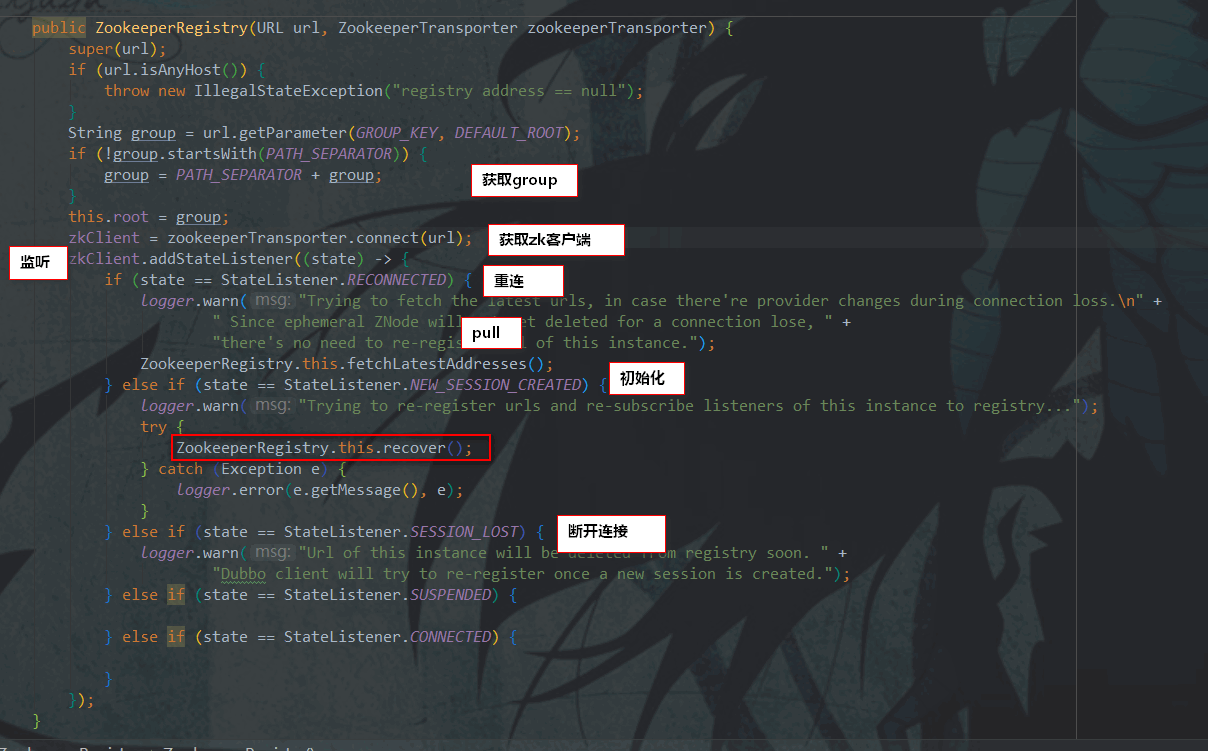 public ZookeeperRegistry(URL url, ZookeeperTransporter zookeeperTransporter) {
super(url);
if (url.isAnyHost()) {
throw new IllegalStateException("registry address == null");
}
String group = url.getParameter(GROUP_KEY, DEFAULT_ROOT);
if (!group.startsWith(PATH_SEPARATOR)) {
group = PATH_SEPARATOR + group;
获取group
}
this.root = group;
zkClient = zookeeperTransporter.connect(url);
获取zk客户端
监听
zkClient.addStateListener((state) -> {
if (state == StateListener.RECONNECTED) {
重连
logger.warn( msg: "Trying to fetch the latest urls, in case there're provider changes during connection loss.\n" +
" Since ephemeral ZNode will deleted for a connection lose, " +
pull
"there's no need to re-register of this instance.");
ZookeeperRegistry.this.fetchLatestAddresses();
} else if (state == StateListener.NEW_SESSION_CREATED) {
初始化
logger.warn( msg: "Trying to re-register urls and re-subscribe listeners of this instance to registry...");
try {
ZookeeperRegistry.this.recover();
} catch (Exception e) {
logger.error(e.getMessage(), e);
}
} else if (state == StateListener.SESSION_LOST) {
断开连接
logger.warn( msg: "Url of this instance will be deleted from registry soon. " +
"Dubbo client will try to re-register once a new session is created.");
} else if (state == StateListener.SUSPENDED) {
} else if (state == StateListener.CONNECTED) {
}
});
}